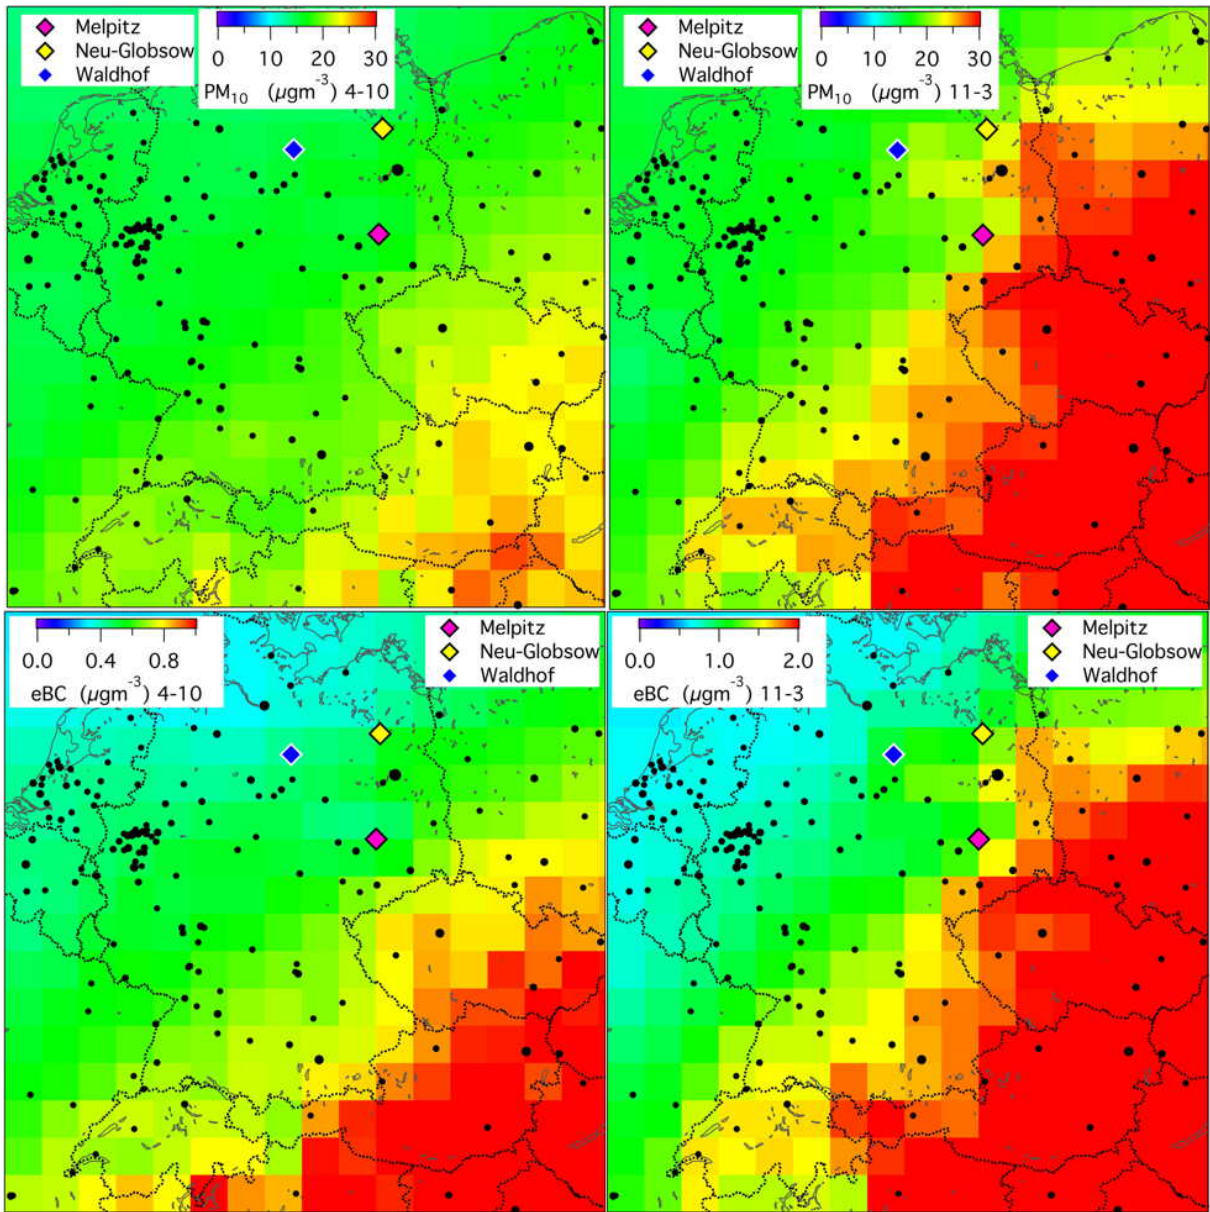 Melpitz
Neu-Globsow
Waldhof
0 10 20 30
PM10 (μgm-3) 4-10
Melpitz
Neu-Globsow
Waldhof
0 10 20 30
PM10 (μgm-3) 11-3
0.0 0.4 0.8
eBC (μgm-3) 4-10
Melpitz
Neu-Globsow
Waldhof
0.0 1.0 2.0
eBC (μgm-3) 11-3
Melpitz
Neu-Globsow
Waldhof